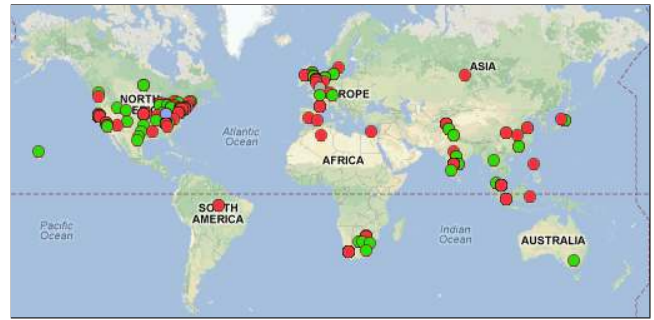 ASIA
NORTH
ROPE
Atlantic
Ocean
AFRICA
SOUTH
AMERICA
Pacific
Ocean
Indian
Ocean
AUSTRALIA